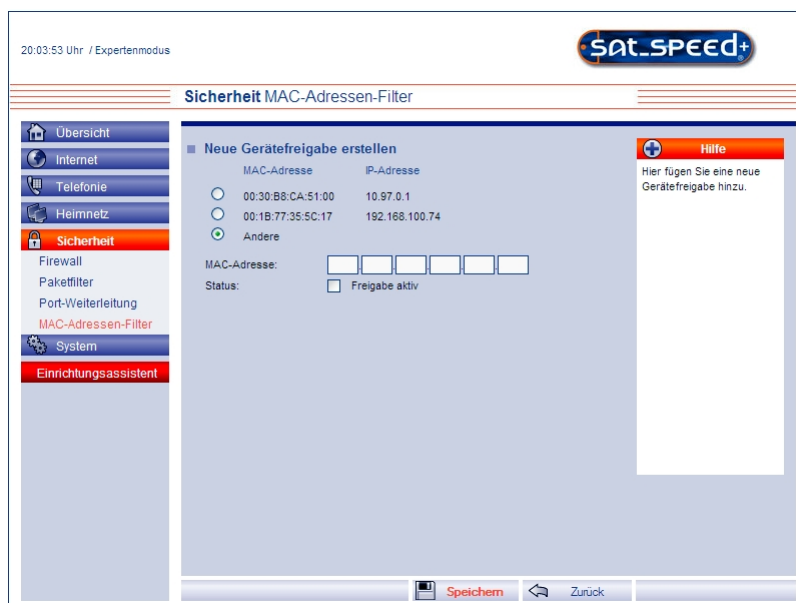 20:03:53 Uhr / Expertenmodus
sat_speed+
Sicherheit MAC-Adressen-Filter
Übersicht
Internet
Telefonie
Heimnetz
Sicherheit
Firewall
Paketfilter
Port-Weiterleitung
MAC-Adressen-Filter
System
Einrichtungsassistent
Neue Gerätefreigabe erstellen
MAC-Adresse IP-Adresse
00:30:B8:CA:51:00 10.97.0.1
00:1B:77:35:5C:17 192.168.100.74
Andere
MAC-Adresse:
Status: Freigabe aktiv
Hilfe
Hier fügen Sie eine neue
Gerätefreigabe hinzu.
Speichern Zurück